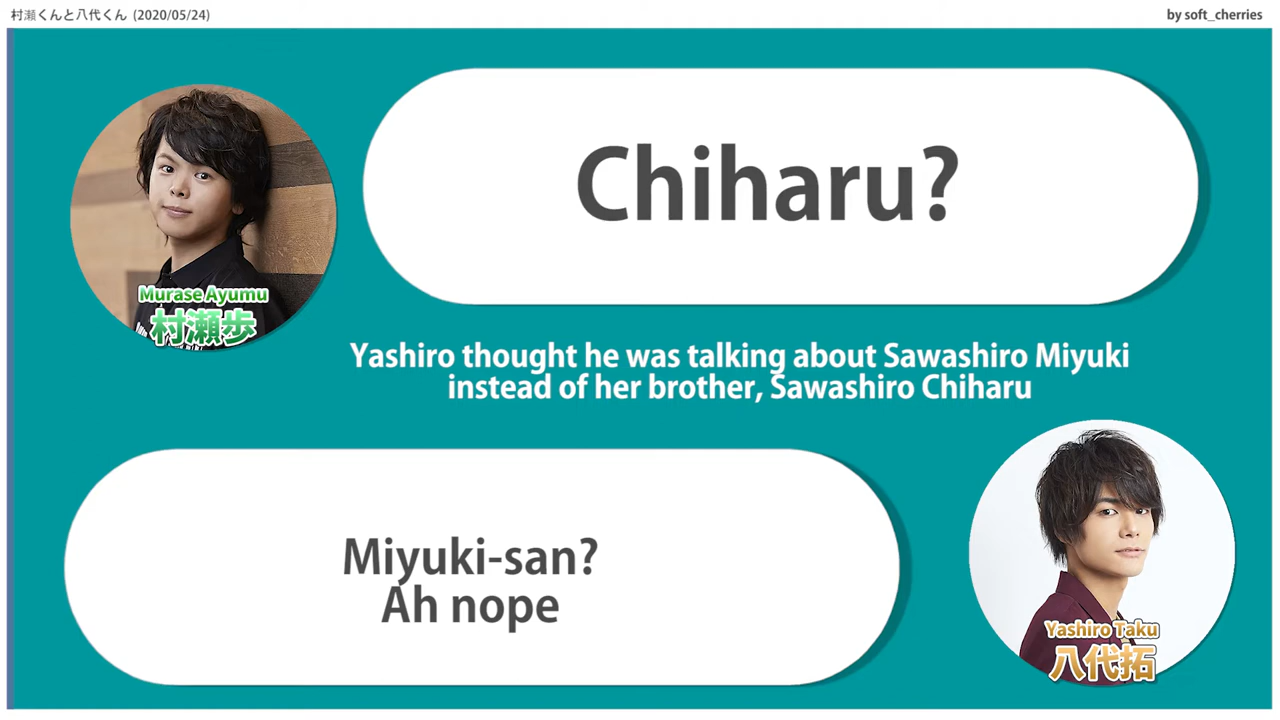 村瀬くんと八代くん (2020/05/24)
by soft_cherries
Chiharu?
Murase Ayumu
村瀬歩
Yashiro thought he was talking about Sawashiro Miyuki
instead of her brother, Sawashiro Chiharu
Miyuki-san?
Ah nope
Yashiro Taku
八代拓